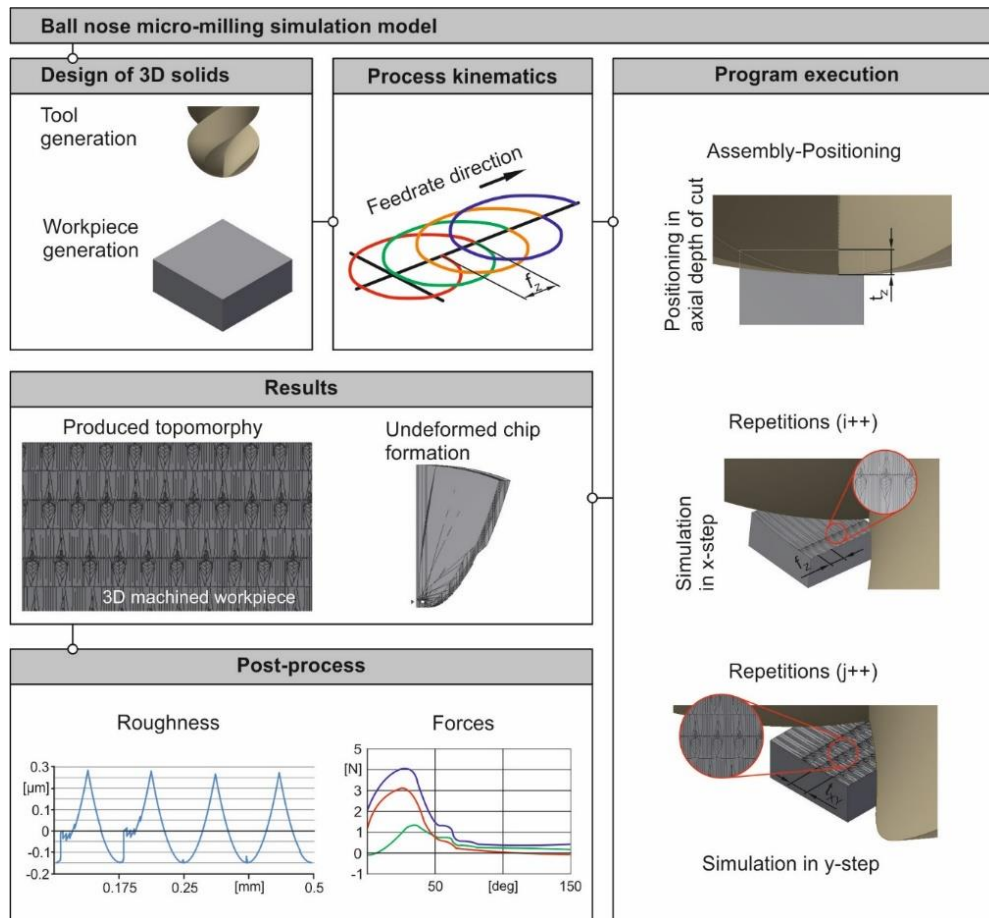 Ball nose micro-milling simulation model
Design of 3D solids
Tool
generation
Workpiece
generation
Process kinematics
Feedrate direction
fz
Program execution
Assembly-Positioning
Positioning in
axial depth of cut
tz
Repetitions (i++)
Simulation
in x-step
fz
Repetitions (j++)
txy
Simulation in y-step
Results
Produced topomorphy
3D machined workpiece
Undeformed chip
formation
Post-process
Roughness
0.3
[µm]
0.1
0
-0.1
-0.2
0.175
0.25
[mm]
0.5
Forces
5
[N]
3
2
1
0
-1
50
[deg]
150